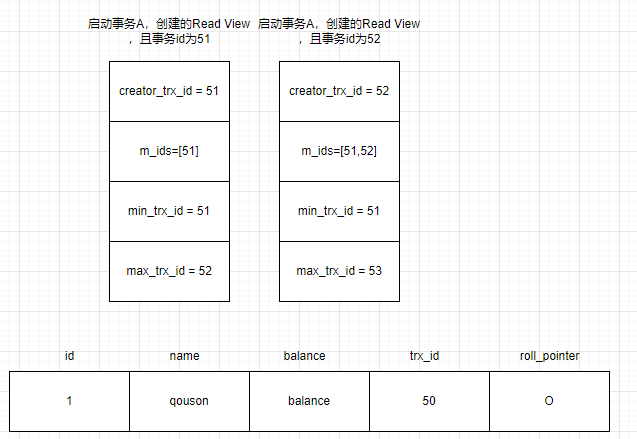 启动事务A，创建的Read View
，且事务id为51
启动事务A，创建的Read View
，且事务id为52
creator_trx_id = 51
creator_trx_id = 52
m_ids=[51]
m_ids=[51,52]
min_trx_id = 51
min_trx_id = 51
max_trx_id = 52
max_trx_id = 53
id
name
balance
trx_id
roll_pointer
1
qouson
balance
50
O